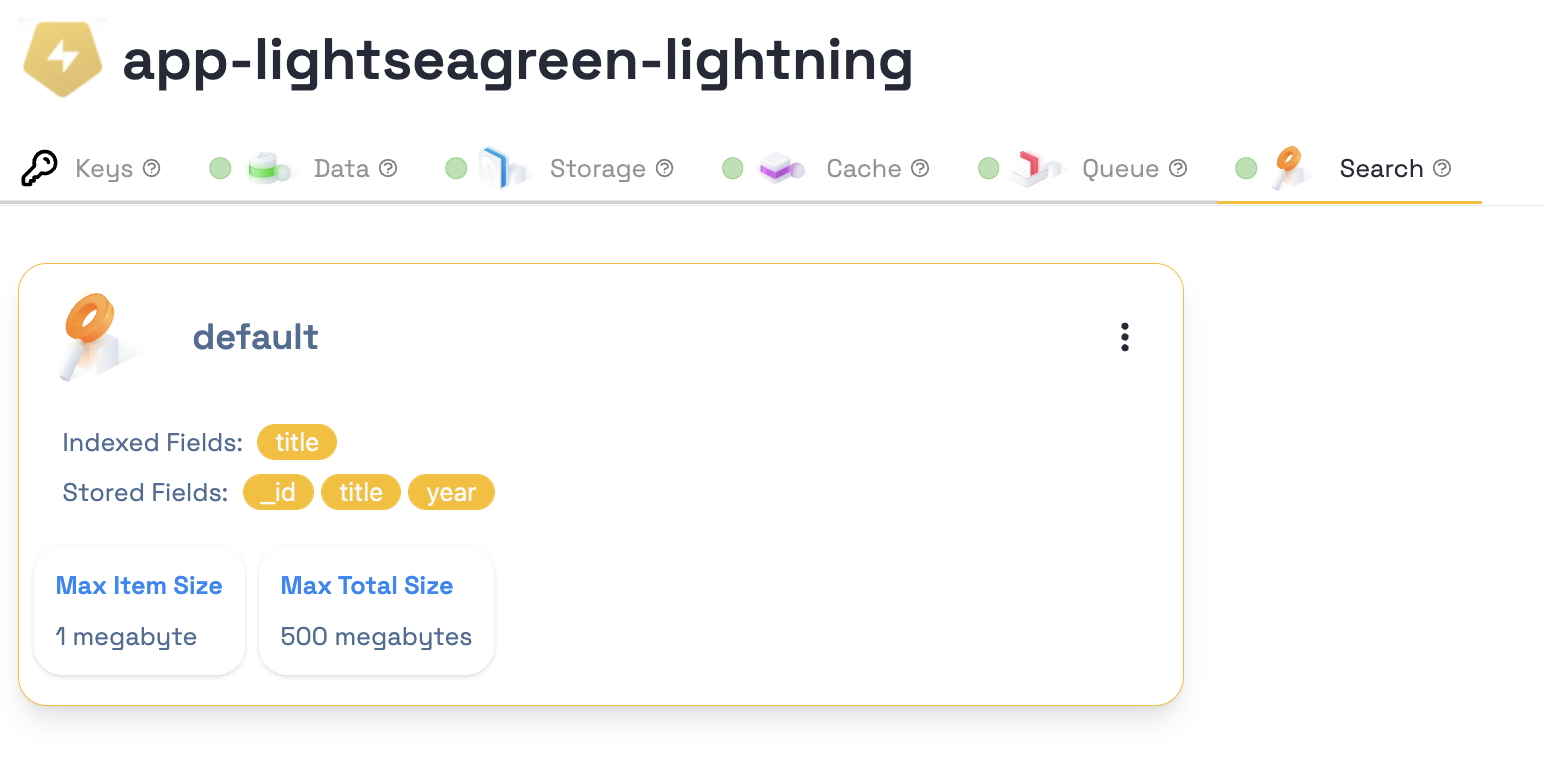 app-lightseagreen-lightning
Keys Data Storage Cache Queue Search
default
Indexed Fields: title
Stored Fields: _id title year
Max Item Size Max Total Size
1 megabyte 500 megabytes